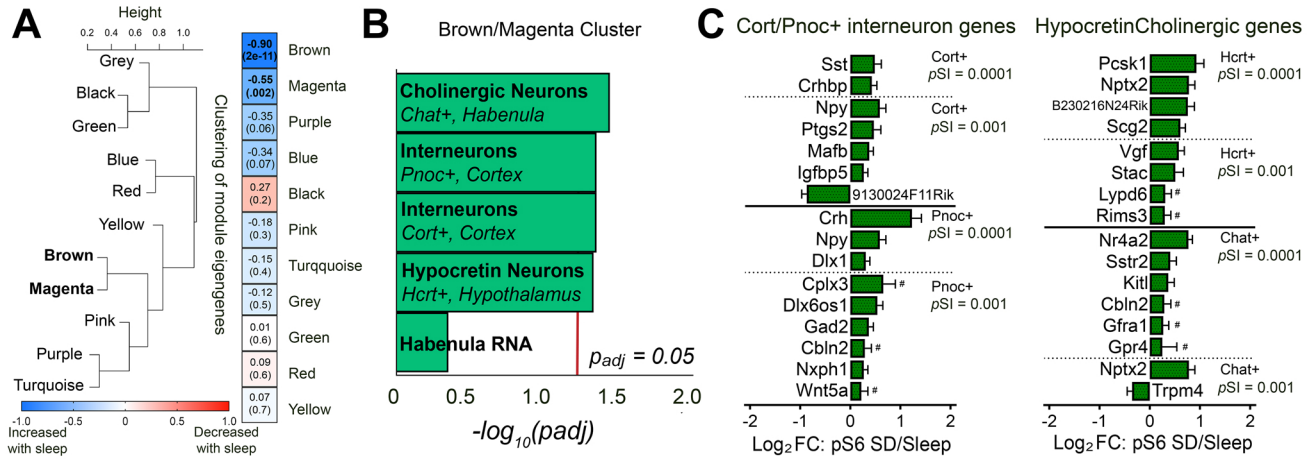 A
Height
0.2 0.4 0.6 0.8 1.0
Grey
Black
Green
Blue
Red
Yellow
Brown
Magenta
Pink
Purple
Turquoise
-1.0 0 1.0
Increased with sleep
Decreased with sleep
Clustering of module eigengenes
-0.90 (2e-11) Brown
-0.55 (.002) Magenta
-0.35 (0.06) Purple
-0.34 (0.07) Blue
0.27 (0.2) Black
-0.18 (0.3) Pink
-0.15 (0.4) Turqquoise
-0.12 (0.5) Grey
0.01 (0.6) Green
0.09 (0.6) Red
0.07 (0.7) Yellow
B
Brown/Magenta Cluster
Cholinergic Neurons
Chat+, Habenula
Interneurons
Pnoc+, Cortex
Interneurons
Cort+, Cortex
Hypocretin Neurons
Hcrt+, Hypothalamus
Habenula RNA
padj = 0.05
0 0.5 1.0 1.5 2.0
-log10(padj)
C
Cort/Pnoc+ interneuron genes
Sst
Crhbp
Cort+
pSI = 0.0001
Npy
Ptgs2
Mafb
Igfbp5
9130024F11Rik
Cort+
pSI = 0.001
Crh
Npy
Dlx1
Pnoc+
pSI = 0.0001
Cplx3 #
Dlx6os1
Gad2
Cbln2 #
Nxph1
Wnt5a #
Pnoc+
pSI = 0.001
-2 -1 0 1 2
Log2FC: pS6 SD/Sleep
HypocretinCholinergic genes
Pcsk1
Nptx2
B230216N24Rik
Scg2
Hcrt+
pSI = 0.0001
Vgf
Stac
Lypd6 #
Rims3 #
Hcrt+
pSI = 0.001
Nr4a2
Sstr2
Kitl
Cbln2 #
Gfra1 #
Gpr4 #
Chat+
pSI = 0.0001
Nptx2
Trpm4
Chat+
pSI = 0.001
-2 -1 0 1 2
Log2FC: pS6 SD/Sleep